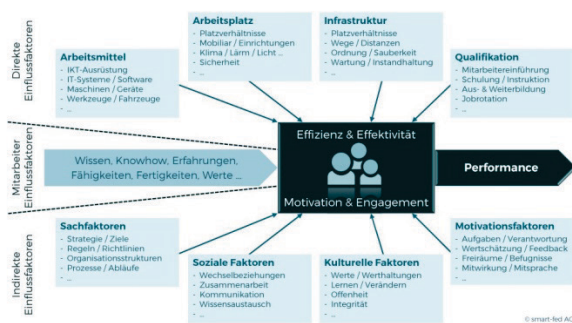 Direkte
Einflussfaktoren
Arbeitsmittel
- IKT-Ausrüstung
- IT-Systeme / Software
- Maschinen / Geräte
- Werkzeuge / Fahrzeuge
- ...
Arbeitsplatz
- Platzverhältnisse
- Mobiliar / Einrichtungen
- Klima / Lärm / Licht ...
- Sicherheit
- ...
Infrastruktur
- Platzverhältnisse
- Wege / Distanzen
- Ordnung / Sauberkeit
- Wartung / Instandhaltung
- ...
Qualifikation
- Mitarbeitereinführung
- Schulung / Instruktion
- Aus- & Weiterbildung
- Jobrotation
- ...
Mitarbeiter
Einflussfaktoren
Wissen, Knowhow, Erfahrungen,
Fähigkeiten, Fertigkeiten, Werte ...
Effizienz & Effektivität
Motivation & Engagement
Performance
Indirekte
Einflussfaktoren
Sachfaktoren
- Strategie / Ziele
- Regeln / Richtlinien
- Organisationsstrukturen
- Prozesse / Abläufe
- ...
Soziale Faktoren
- Wechselbeziehungen
- Zusammenarbeit
- Kommunikation
- Wissensaustausch
- ...
Kulturelle Faktoren
- Werte / Werthaltungen
- Lernen / Verändern
- Offenheit
- Integrität
- ...
Motivationsfaktoren
- Aufgaben / Verantwortung
- Wertschätzung / Feedback
- Freiräume / Befugnisse
- Mitwirkung / Mitsprache
- ...
© smart-fed AG